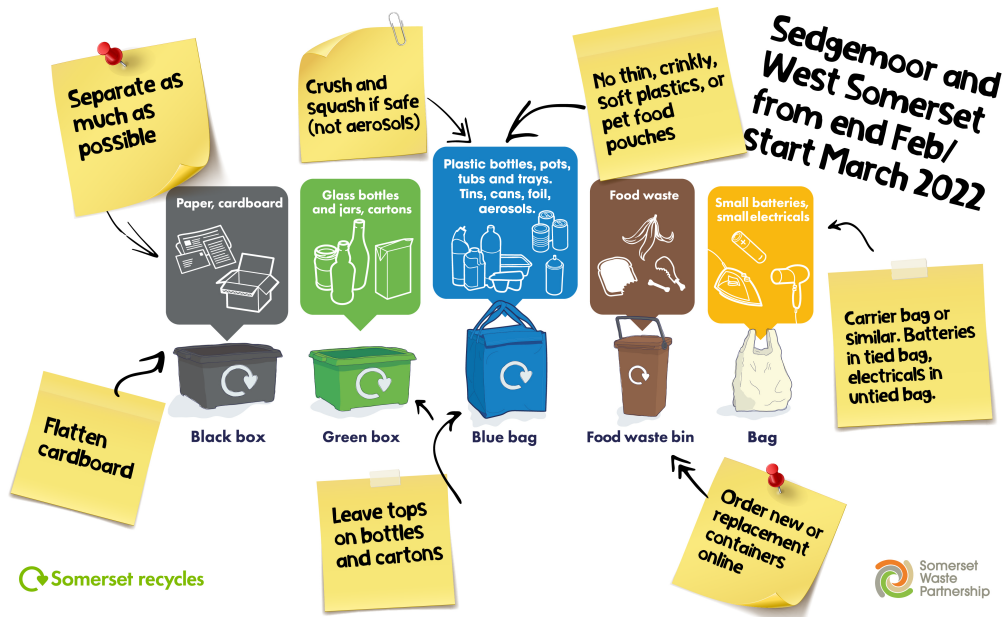 Sedgemoor and
West Somerset
from end Feb/
start March 2022
Separate as
much as
possible
Crush and
squash if safe
(not aerosols)
No thin, crinkly,
soft plastics, or
pet food
pouches
Paper, cardboard
Glass bottles
and jars, cartons
Plastic bottles, pots,
tubs and trays.
Tins, cans, foil,
aerosols.
Food waste
Small batteries,
small electricals
Carrier bag or
similar. Batteries
in tied bag,
electricals in
untied bag.
Black box
Green box
Blue bag
Food waste bin
Bag
Flatten
cardboard
Leave tops
on bottles
and cartons
Order new or
replacement
containers
online
Somerset recycles
Somerset
Waste
Partnership